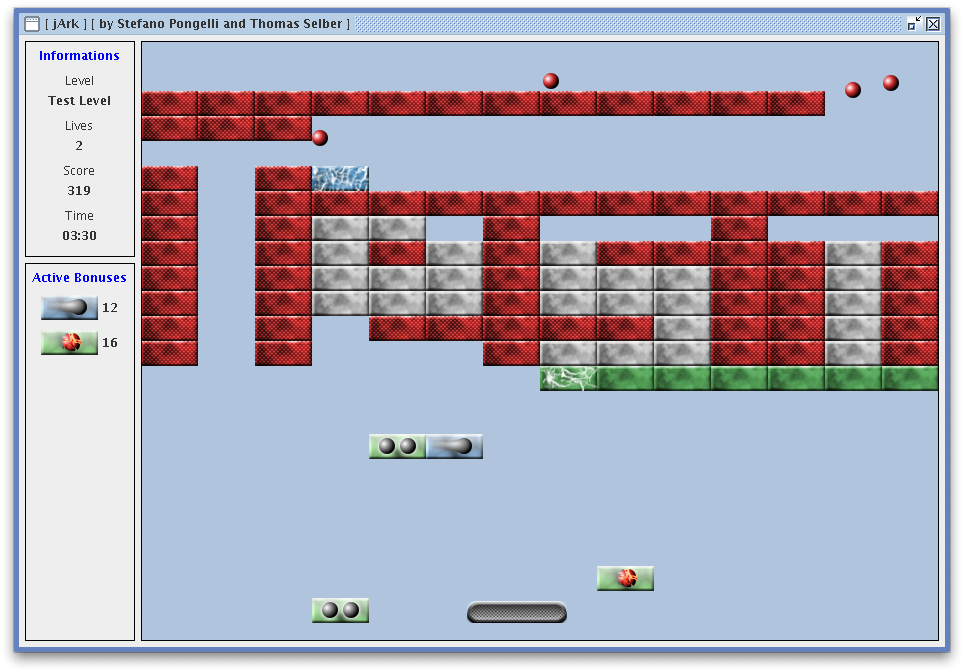 [ jArk ] [ by Stefano Pongelli and Thomas Selber ]
Informations
Level
Test Level
Lives
2
Score
319
Time
03:30
Active Bonuses
12
16